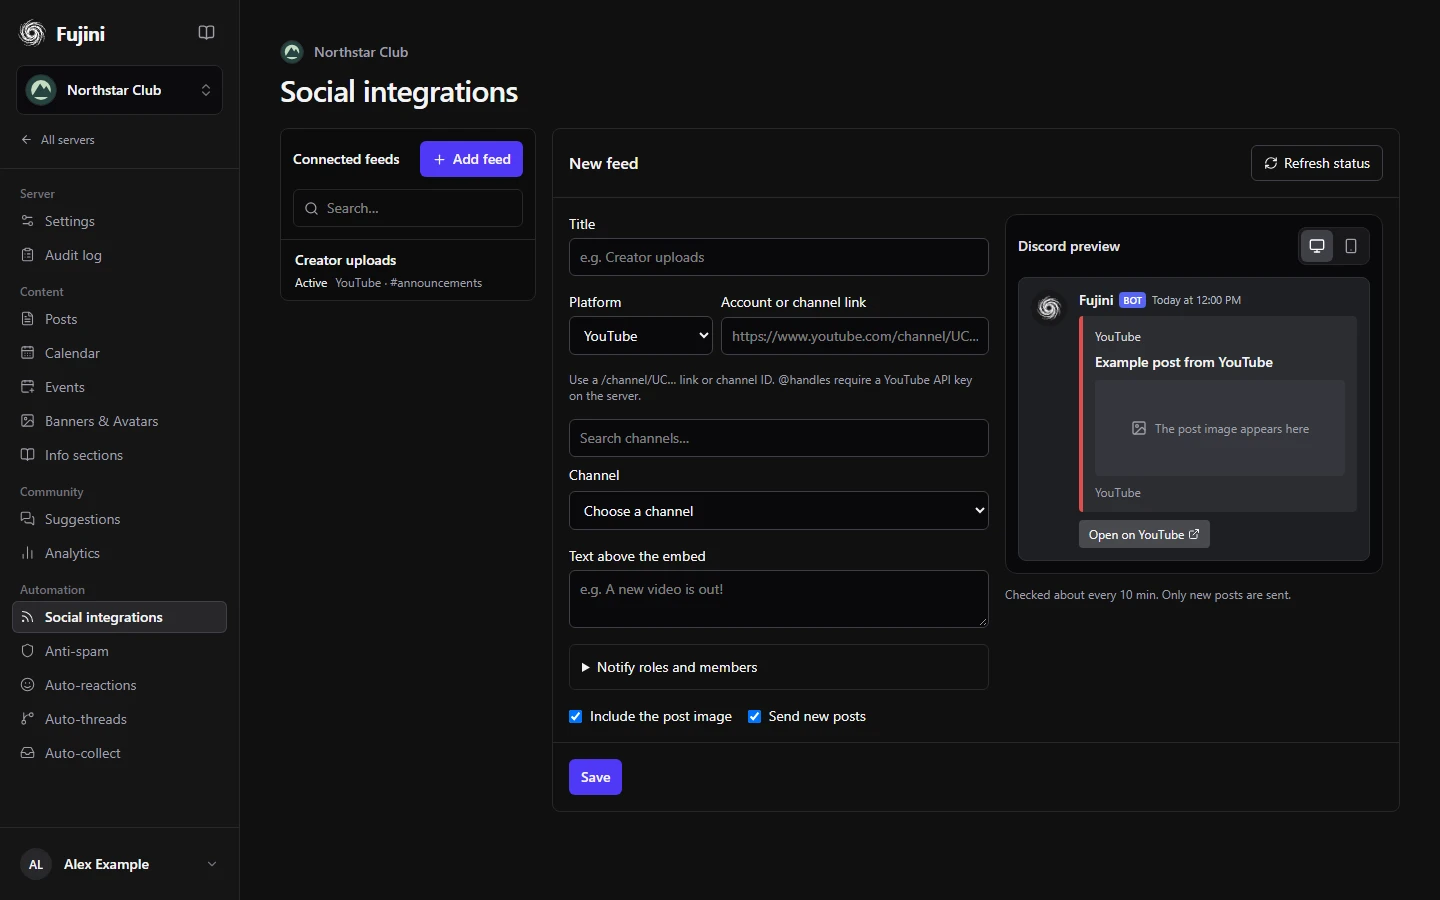 Fujini
Northstar Club
All servers
Server
Settings
Audit log
Content
Posts
Calendar
Events
Banners & Avatars
Info sections
Community
Suggestions
Analytics
Automation
Social integrations
Anti-spam
Auto-reactions
Auto-threads
Auto-collect
AL
Alex Example
Northstar Club
Social integrations
Connected feeds
+ Add feed
Search...
Creator uploads
Active YouTube · #announcements
New feed
Refresh status
Title
e.g. Creator uploads
Platform
Account or channel link
YouTube
https://www.youtube.com/channel/UC...
Use a /channel/UC... link or channel ID. @handles require a YouTube API key
on the server.
Search channels...
Channel
Choose a channel
Text above the embed
e.g. A new video is out!
Notify roles and members
Include the post image
Send new posts
Save
Discord preview
Fujini BOT Today at 12:00 PM
YouTube
Example post from YouTube
The post image appears here
YouTube
Open on YouTube
Checked about every 10 min. Only new posts are sent.